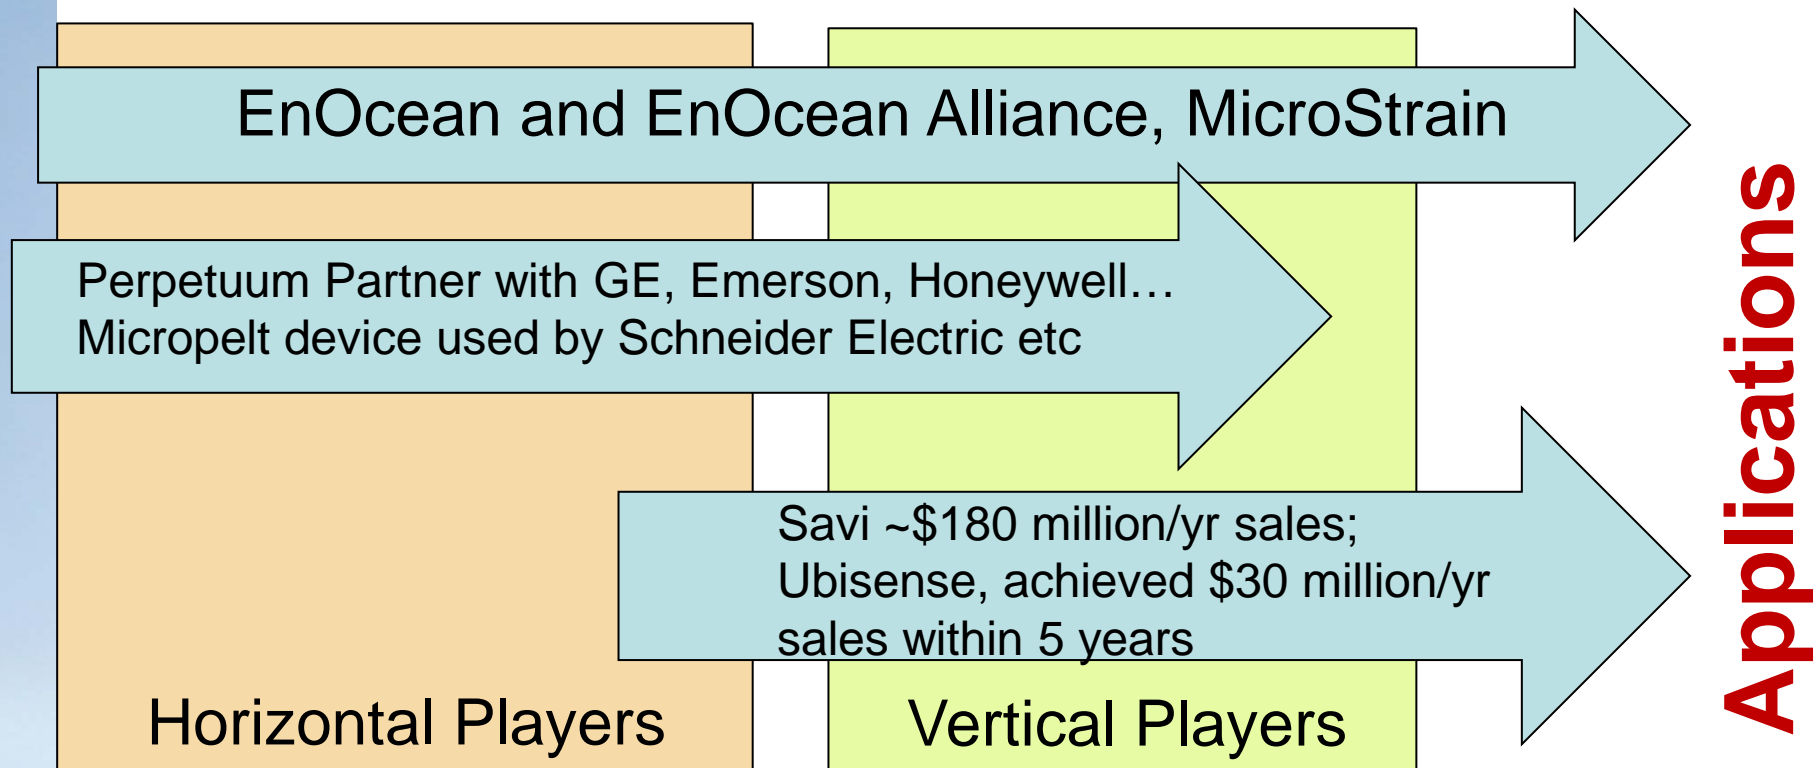 EnOcean and EnOcean Alliance, MicroStrain
Perpetuum Partner with GE, Emerson, Honeywell…
Micropelt device used by Schneider Electric etc
Savi ~$180 million/yr sales;
Ubisense, achieved $30 million/yr
sales within 5 years
Horizontal Players
Vertical Players
Applications